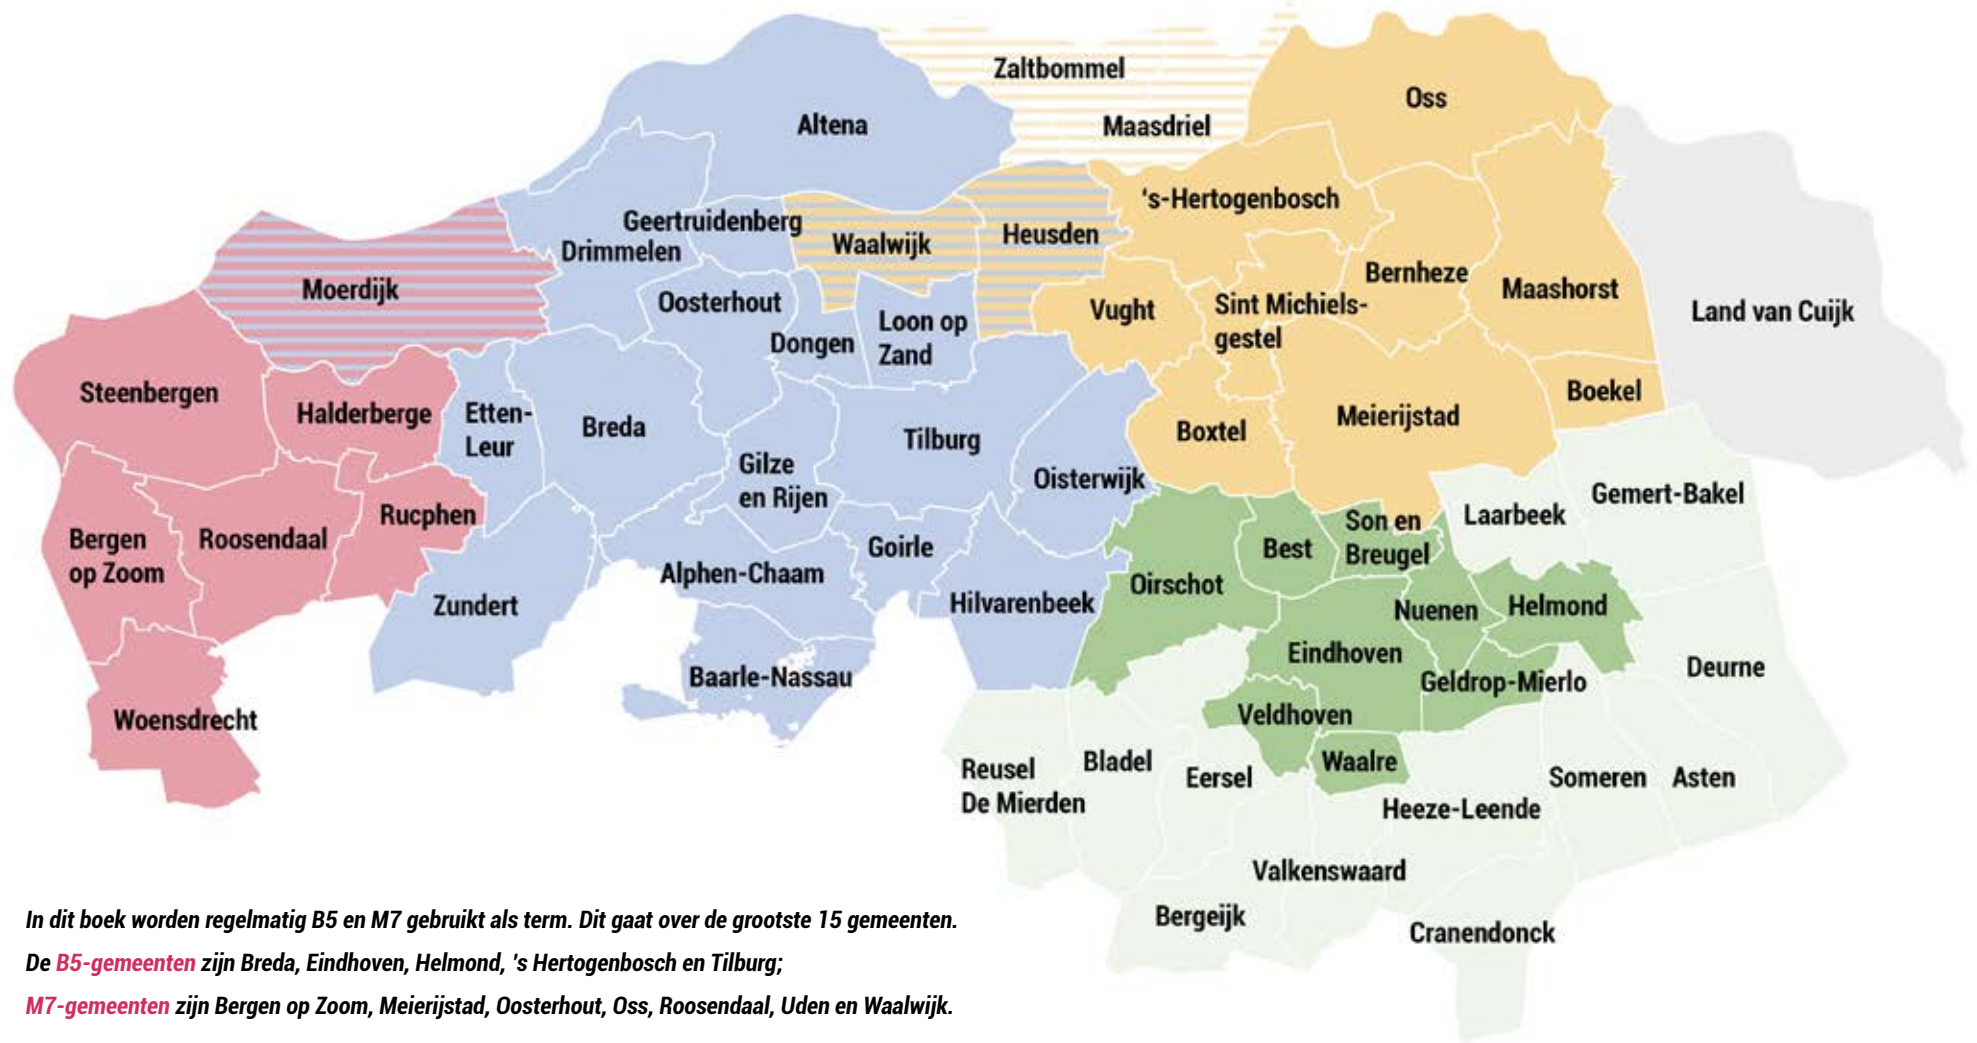 Zaltbommel
Oss
Altena
Maasdriel
's-Hertogenbosch
Geertruidenberg
Waalwijk
Heusden
Drimmelen
Bernheze
Moerdijk
Maashorst
Oosterhout
Vught
Sint Michiels-
gestel
Land van Cuijk
Loon op
Zand
Dongen
Steenbergen
Halderberge
Etten-
Leur
Breda
Tilburg
Boxtel
Meierijstad
Boekel
Gilze
en Rijen
Oisterwijk
Gemert-Bakel
Laarbeek
Rucphen
Roosendaal
Bergen
op Zoom
Son en
Breugel
Best
Goirle
Alphen-Chaam
Oirschot
Zundert
Hilvarenbeek
Nuenen
Helmond
Eindhoven
Deurne
Baarle-Nassau
Geldrop-Mierlo
Woensdrecht
Veldhoven
Reusel
De Mierden
Bladel
Eersel
Waalre
Someren
Asten
Heeze-Leende
Valkenswaard
Bergeijk
Cranendonck
In dit boek worden regelmatig B5 en M7 gebruikt als term. Dit gaat over de grootste 15 gemeenten.
De B5-gemeenten zijn Breda, Eindhoven, Helmond, 's Hertogenbosch en Tilburg;
M7-gemeenten zijn Bergen op Zoom, Meierijstad, Oosterhout, Oss, Roosendaal, Uden en Waalwijk.